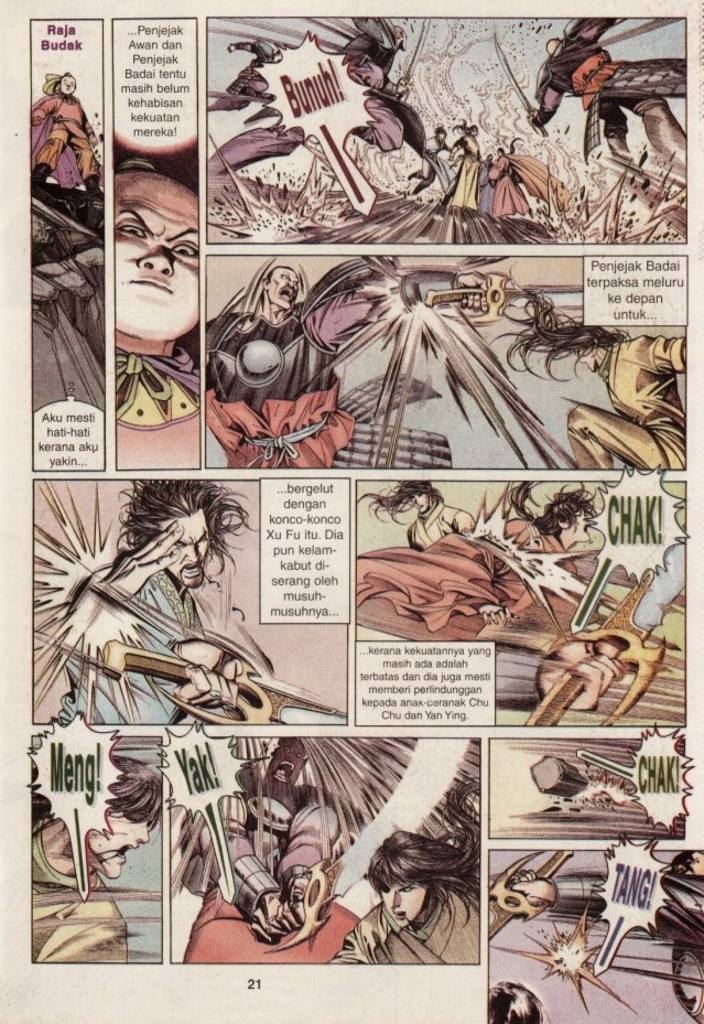 Raja
Budak
Aku mesti
hati-hati
kerana aku
yakin...
...Penjejak
Awan dan
Penjejak
Badai tentu
masih belum
kehabisan
kekuatan
mereka!
Bunuh!
Penjejak Badai
terpaksa meluru
ke depan
untuk...
...bergelut
dengan
konco-konco
Xu Fu itu. Dia
pun kelam-
kabut di-
serang oleh
musuh-
musuhnya...
CHAK!
...kerana kekuatannya yang
masih ada adalah
terbatas dan dia juga mesti
memberi perlindunggan
kepada anak-beranak Chu
Chu dan Yan Ying.
Meng!
Yak!
CHAK!
TANG!
21